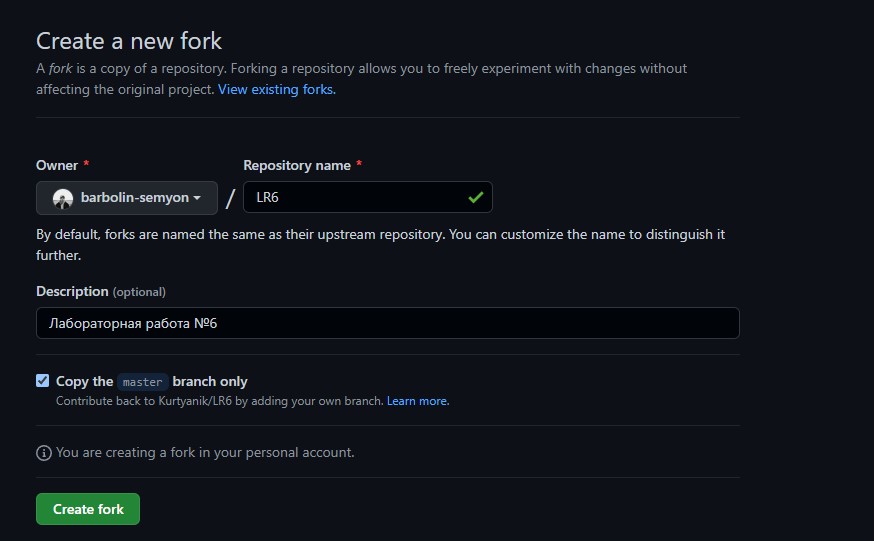 Create a new fork
A fork is a copy of a repository. Forking a repository allows you to freely experiment with changes without
affecting the original project. View existing forks.
Owner * Repository name *
barbolin-semyon / LR6
By default, forks are named the same as their upstream repository. You can customize the name to distinguish it
further.
Description (optional)
Лабораторная работа №6
Copy the master branch only
Contribute back to Kurtyanik/LR6 by adding your own branch. Learn more.
You are creating a fork in your personal account.
Create fork